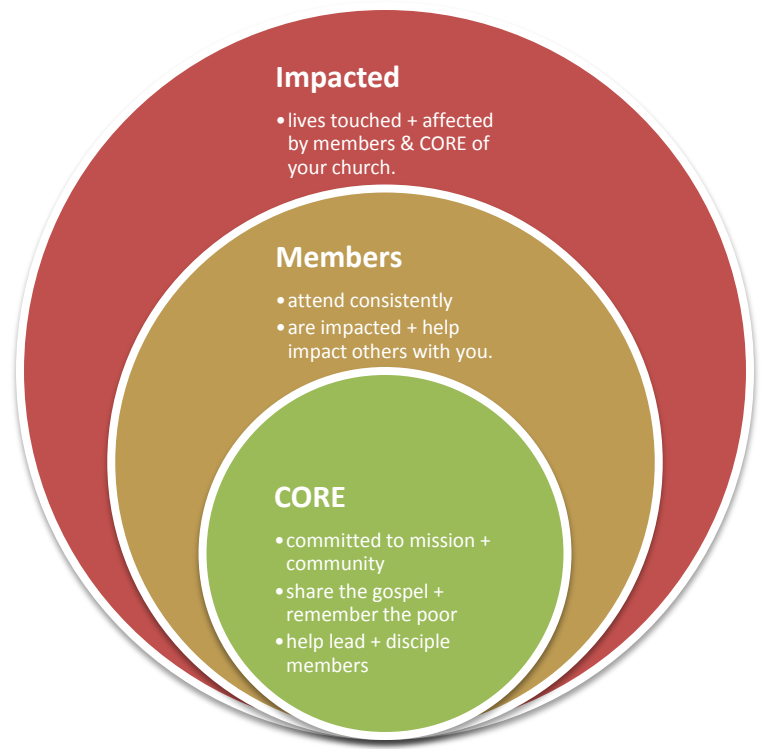 Impacted
•lives touched + affected
by members & CORE of
your church.
Members
•attend consistently
•are impacted + help
impact others with you.
CORE
•committed to mission +
community
•share the gospel +
remember the poor
•help lead + disciple
members